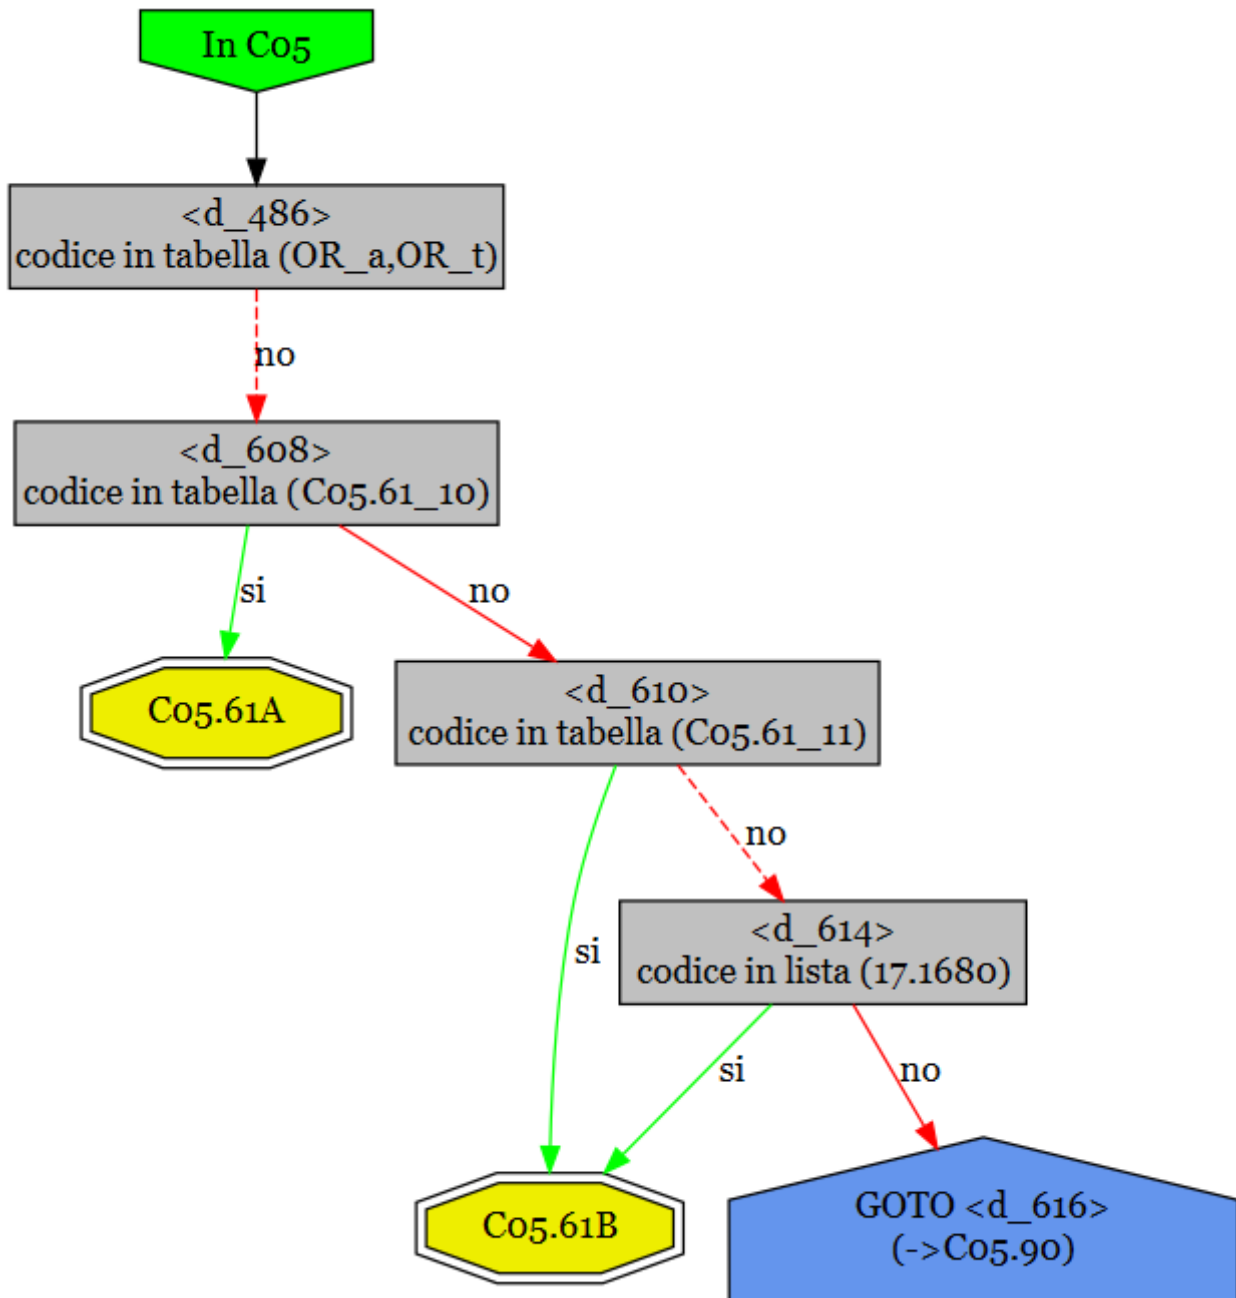 In C05
<d_486>
codice in tabella (OR_a,OR_t)
no
<d_608>
codice in tabella (C05.61_10)
si
no
C05.61A
<d_610>
codice in tabella (C05.61_11)
no
si
<d_614>
codice in lista (17.1680)
si
no
C05.61B
GOTO <d_616>
(->C05.90)